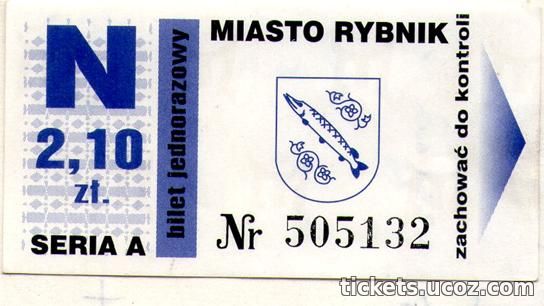 N
2,10
zł.
SERIA A
bilet jednorazowy
MIASTO RYBNIK
Nr 505132
zachować do kontroli
tickets.ucoz.com